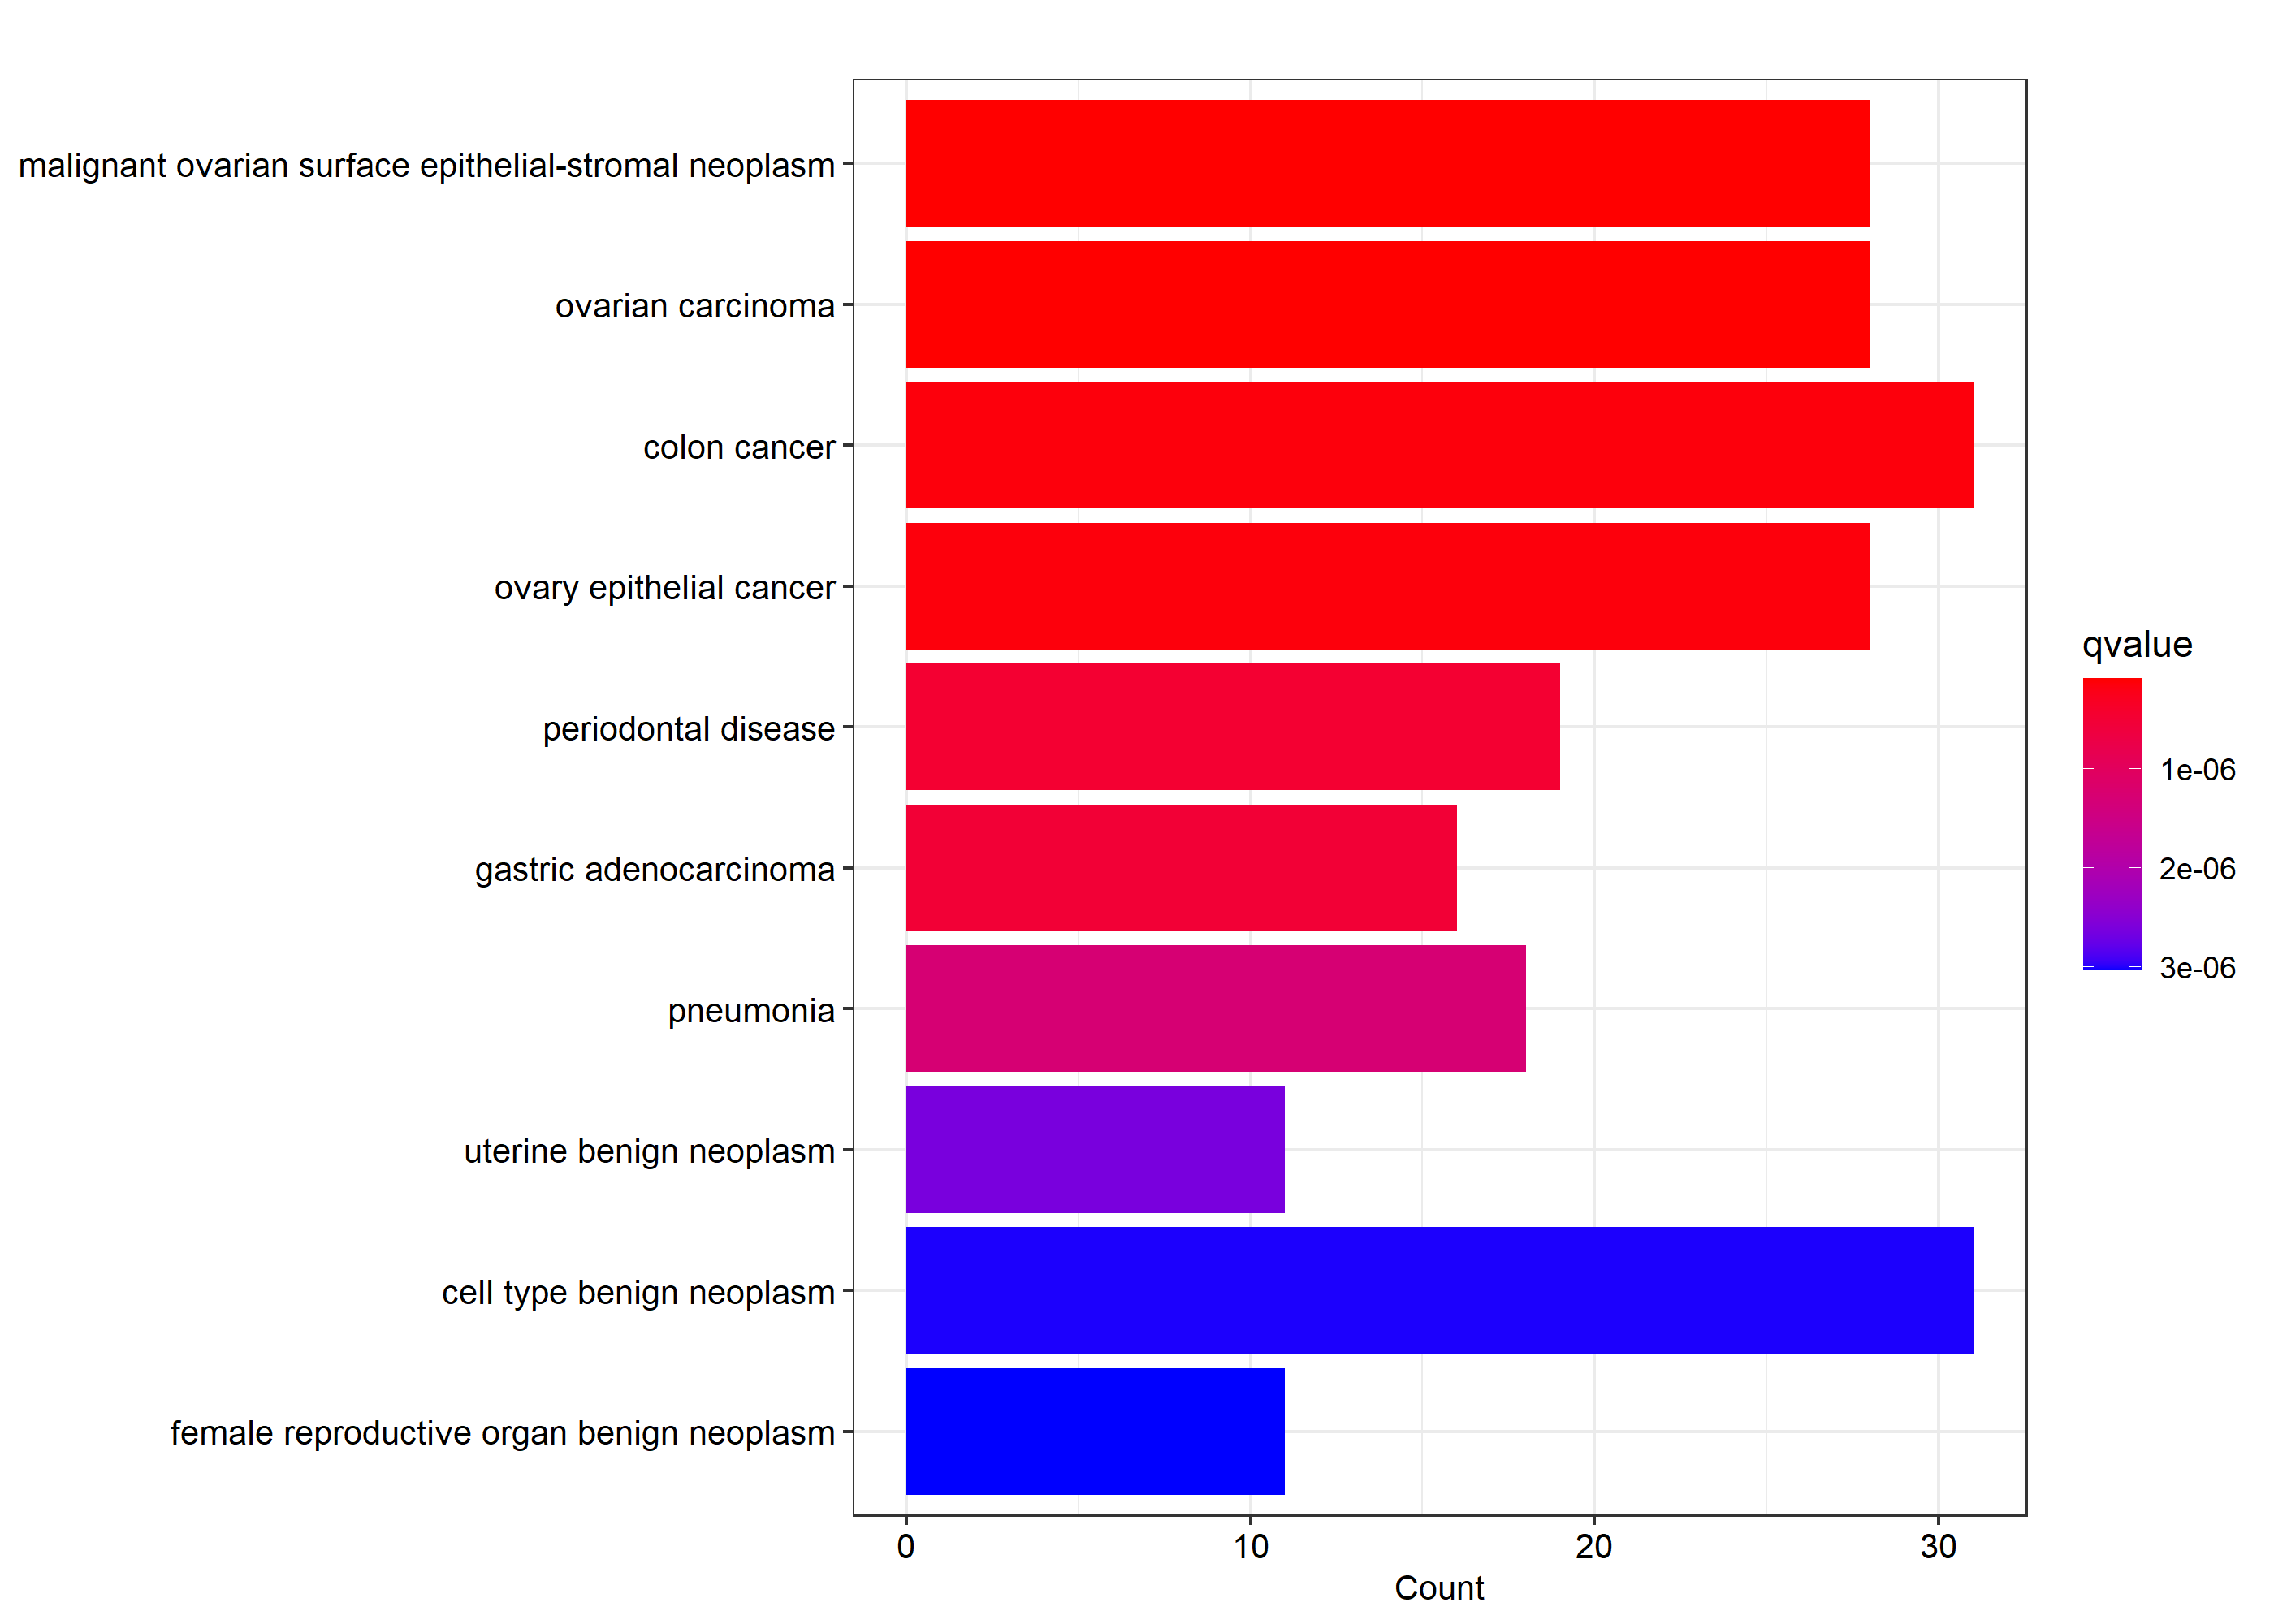 malignant ovarian surface epithelial-stromal neoplasm
ovarian carcinoma
colon cancer
ovary epithelial cancer
periodontal disease
gastric adenocarcinoma
pneumonia
uterine benign neoplasm
cell type benign neoplasm
female reproductive organ benign neoplasm
0 10 20 30
Count
qvalue
1e-06
2e-06
3e-06